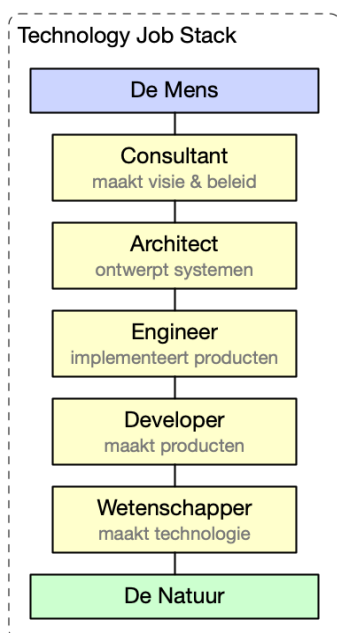 Technology Job Stack
De Mens
Consultant
maakt visie & beleid
Architect
ontwerpt systemen
Engineer
implementeert producten
Developer
maakt producten
Wetenschapper
maakt technologie
De Natuur